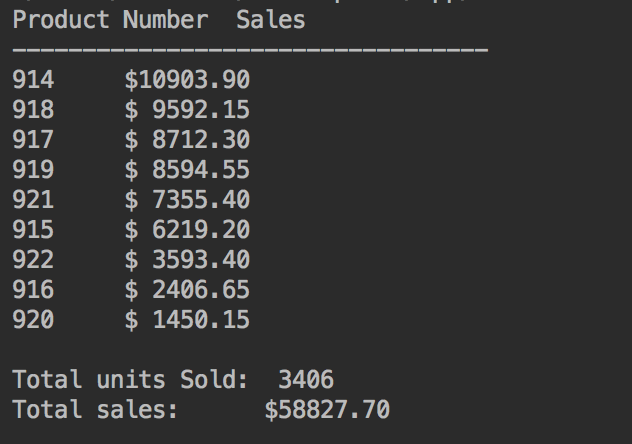 Product Number  Sales
----------------------------------
914     $10903.90
918     $ 9592.15
917     $ 8712.30
919     $ 8594.55
921     $ 7355.40
915     $ 6219.20
922     $ 3593.40
916     $ 2406.65
920     $ 1450.15

Total units Sold:  3406
Total sales:      $58827.70